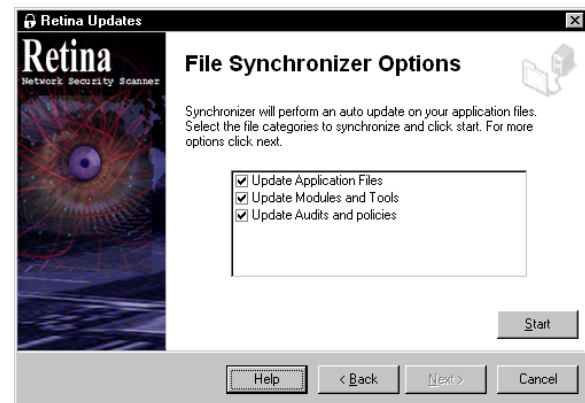 Retina Updates
Retina
Network Security Scanner
File Synchronizer Options
Synchronizer will perform an auto update on your application files.
Select the file categories to synchronize and click start. For more
options click next.
Update Application Files
Update Modules and Tools
Update Audits and policies
Start
Help
< Back
Next >
Cancel